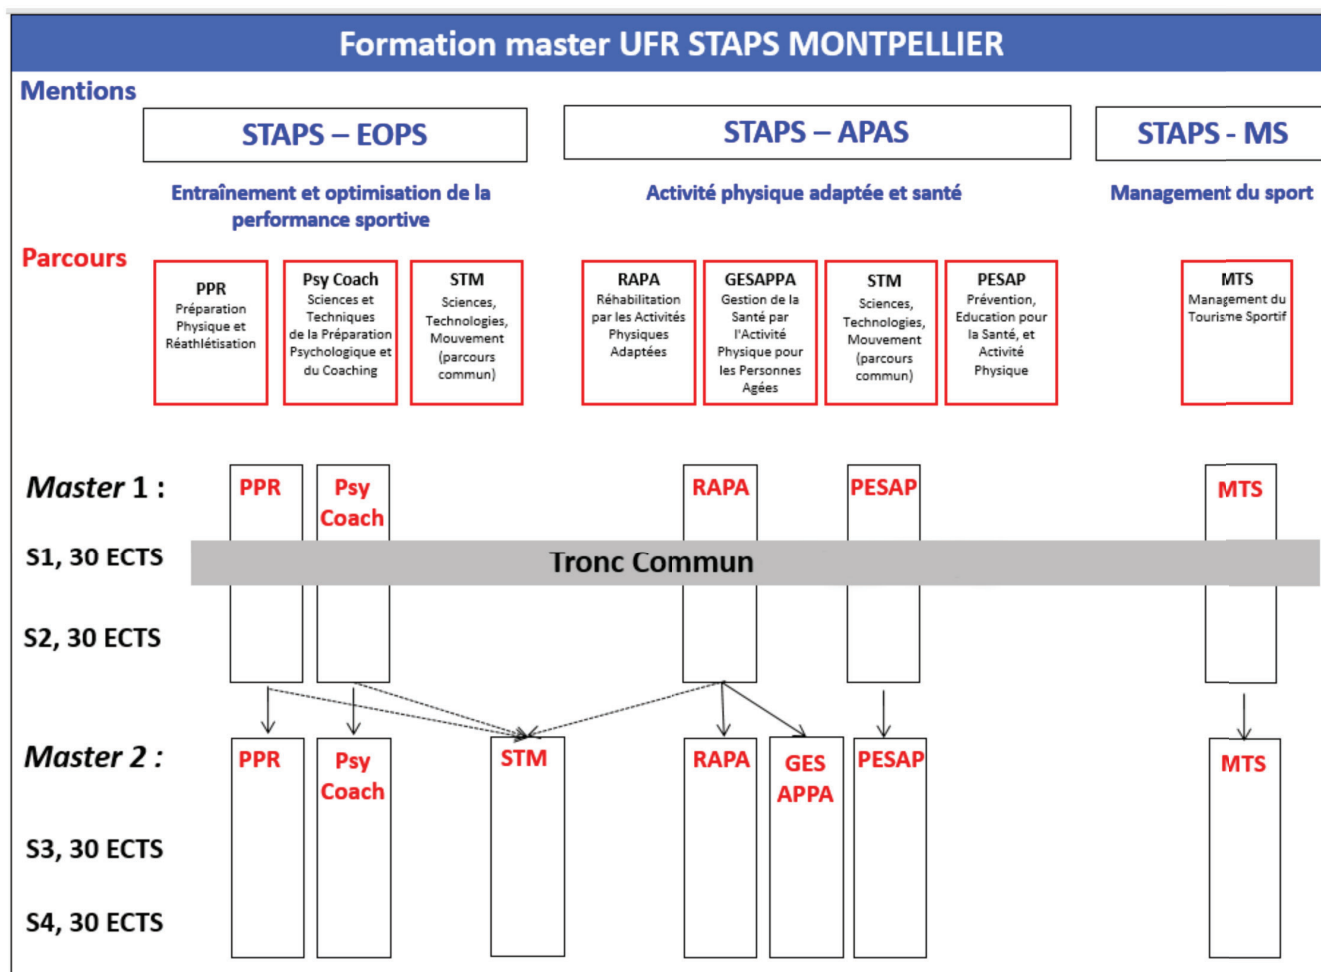 Formation master UFR STAPS MONTPELLIER
Mentions
STAPS – EOPS
STAPS – APAS
STAPS - MS
Entraînement et optimisation de la
performance sportive
Activité physique adaptée et santé
Management du sport
Parcours
PPR
Préparation
Physique et
Réathlétisation
Psy Coach
Sciences et
Techniques
de la Préparation
Psychologique et
du Coaching
STM
Sciences,
Technologies,
Mouvement
(parcours
commun)
RAPA
Réhabilitation
par les Activités
Physiques
Adaptées
GESAPPA
Gestion de la
Santé par
l'Activité
Physique pour
les Personnes
Agées
STM
Sciences,
Technologies,
Mouvement
(parcours
commun)
PESAP
Prévention,
Education pour
la Santé, et
Activité
Physique
MTS
Management du
Tourisme Sportif
Master 1 :
PPR
Psy
Coach
RAPA
PESAP
MTS
S1, 30 ECTS
Tronc Commun
S2, 30 ECTS
Master 2 :
PPR
Psy
Coach
STM
RAPA
GES
APPA
PESAP
MTS
S3, 30 ECTS
S4, 30 ECTS